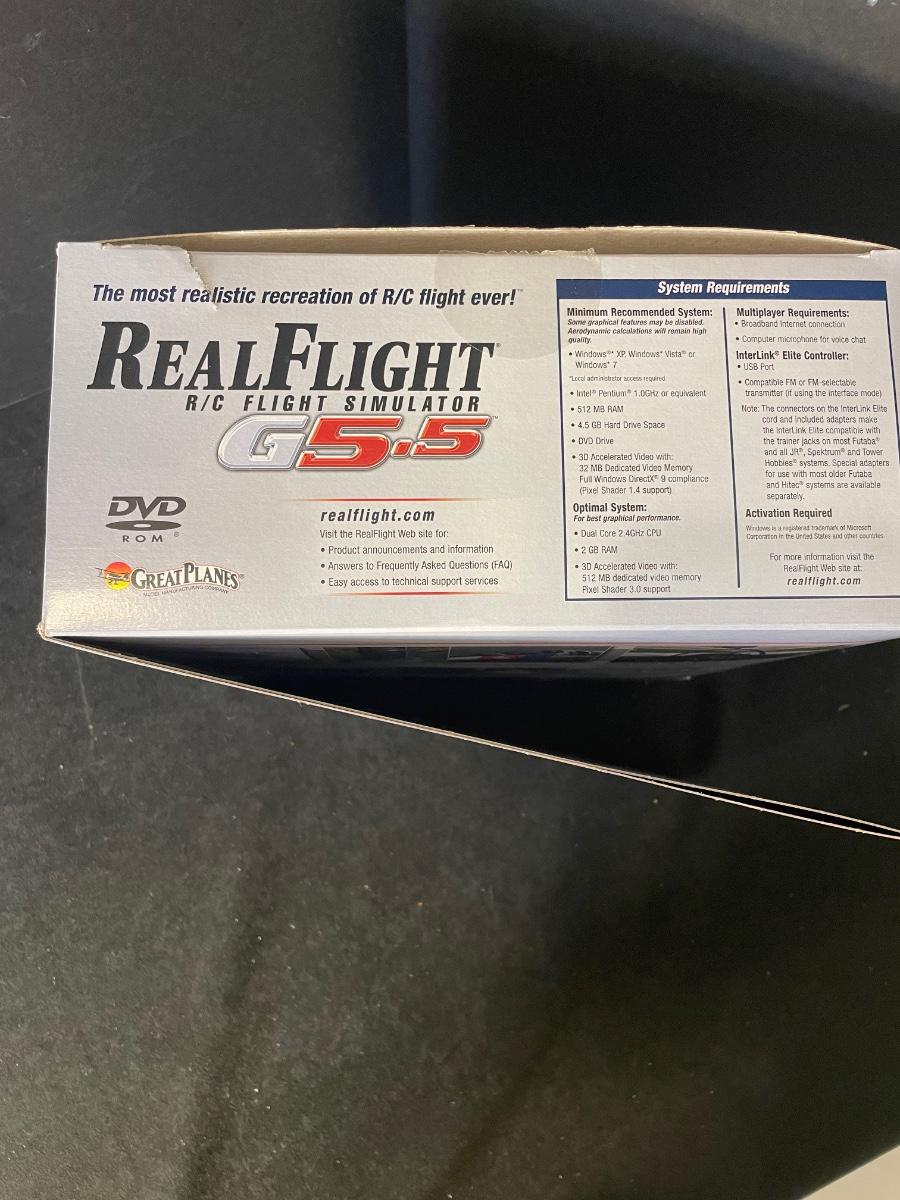 The most realistic recreation of R/C flight ever!™
REALFLIGHT®
R/C FLIGHT SIMULATOR
G5.5™
DVD
ROM
GREAT PLANES®
MODEL MANUFACTURING COMPANY
realflight.com
Visit the RealFlight Web site for:
• Product announcements and information
• Answers to Frequently Asked Questions (FAQ)
• Easy access to technical support services
System Requirements
Minimum Recommended System:
Some graphical features may be disabled.
Aerodynamic calculations will remain high
quality.
• Windows®* XP, Windows® Vista® or
Windows® 7
*Local administrator access required.
• Intel® Pentium® 1.0GHz or equivalent
• 512 MB RAM
• 4.5 GB Hard Drive Space
• DVD Drive
• 3D Accelerated Video with:
32 MB Dedicated Video Memory
Full Windows DirectX® 9 compliance
(Pixel Shader 1.4 support)
Optimal System:
For best graphical performance.
• Dual Core 2.4GHz CPU
• 2 GB RAM
• 3D Accelerated Video with:
512 MB dedicated video memory
Pixel Shader 3.0 support
Multiplayer Requirements:
• Broadband Internet connection
• Computer microphone for voice chat
InterLink® Elite Controller:
• USB Port
• Compatible FM or FM-selectable
transmitter (if using the interface mode)
Note: The connectors on the InterLink Elite
cord and included adapters make
the InterLink Elite compatible with
the trainer jacks on most Futaba®
and all JR®, Spektrum® and Tower
Hobbies® systems. Special adapters
for use with most older Futaba
and Hitec® systems are available
separately.
Activation Required
Windows is a registered trademark of Microsoft
Corporation in the United States and other countries.
For more information visit the
RealFlight Web site at:
realflight.com